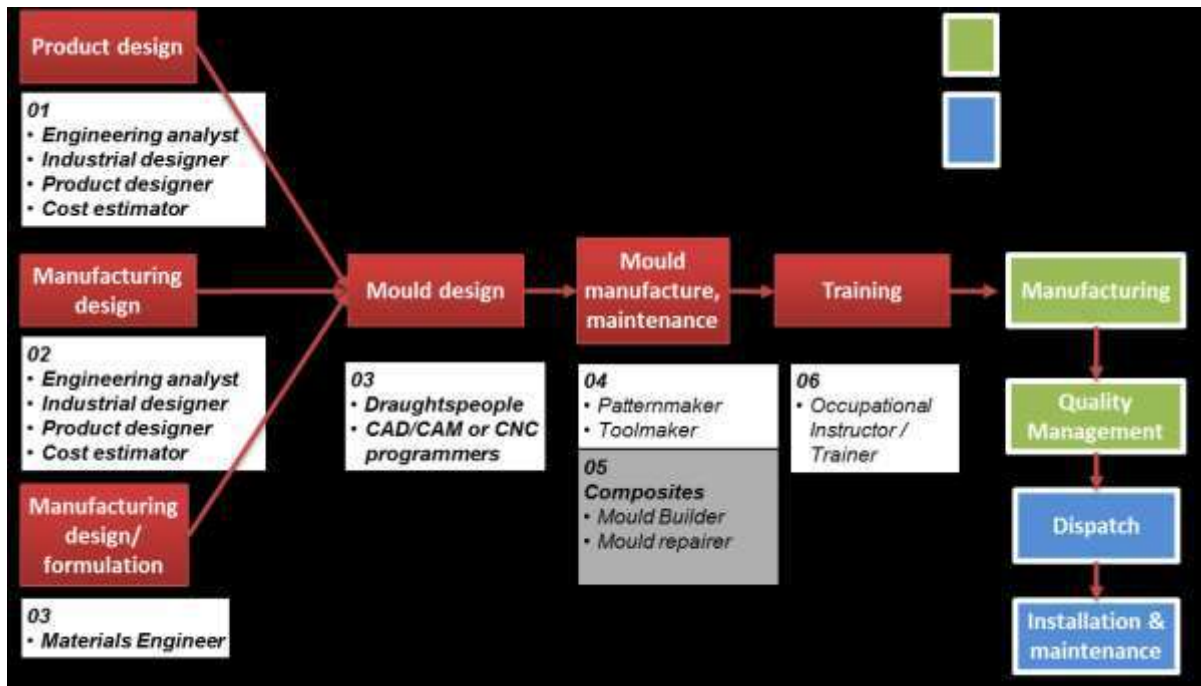 Product design
01
• Engineering analyst
• Industrial designer
• Product designer
• Cost estimator
Manufacturing
design
02
• Engineering analyst
• Industrial designer
• Product designer
• Cost estimator
Manufacturing
design/
formulation
03
• Materials Engineer
Mould design
03
• Draughtspeople
• CAD/CAM or CNC
programmers
Mould
manufacture,
maintenance
04
• Patternmaker
• Toolmaker
05
Composites
• Mould Builder
• Mould repairer
Training
06
• Occupational
Instructor /
Trainer
Manufacturing
Quality
Management
Dispatch
Installation &
maintenance